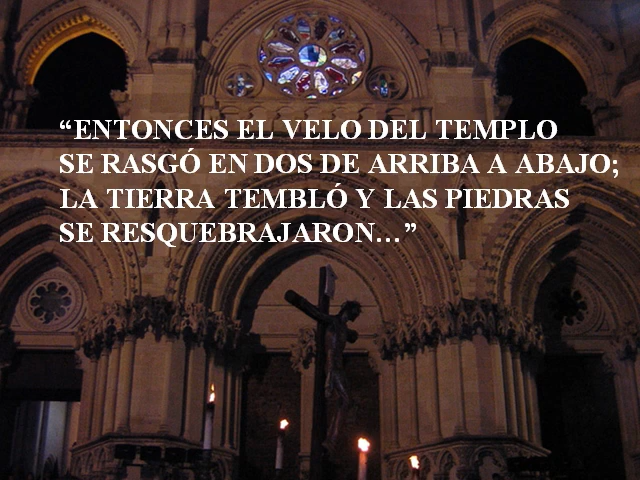 “ENTONCES EL VELO DEL TEMPLO
SE RASGÓ EN DOS DE ARRIBA A ABAJO;
LA TIERRA TEMBLÓ Y LAS PIEDRAS
SE RESQUEBRAJARON…”